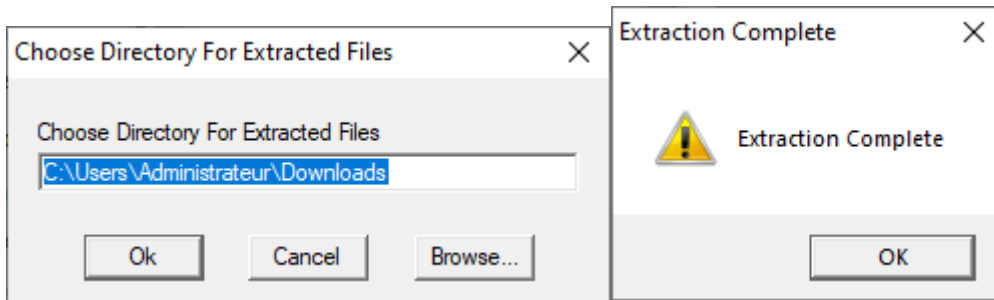 Choose Directory For Extracted Files
Choose Directory For Extracted Files
C:\Users\Administrateur\Downloads
Ok
Cancel
Browse...
Extraction Complete
Extraction Complete
OK